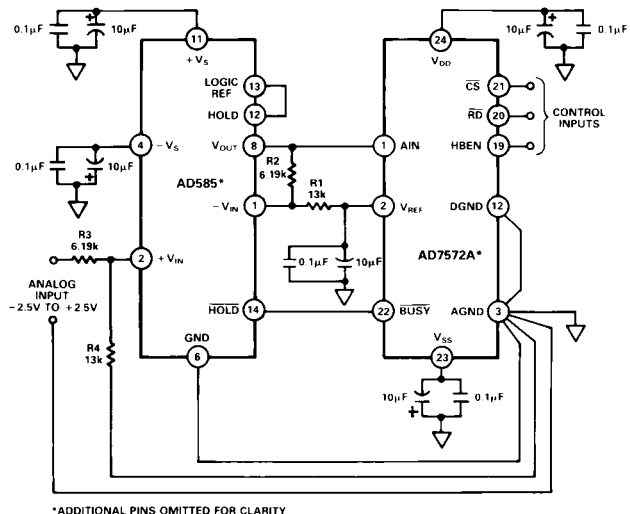 0.1µF
10µF
+
11
+VS
LOGIC
REF
13
HOLD
12
4
-VS
VOUT
8
0.1µF
10µF
+
AD585*
R2
6.19k
R1
13k
-VIN
1
R3
6.19k
2
+VIN
ANALOG
INPUT
-2.5V TO +2.5V
R4
13k
HOLD
14
GND
6
0.1µF
10µF
+
10µF
0.1µF
24
VDD
CS
21
RD
20
HBEN
19
CONTROL
INPUTS
1
AIN
2
VREF
DGND
12
AD7572A*
22
BUSY
AGND
3
VSS
23
10µF
+
0.1µF
*ADDITIONAL PINS OMITTED FOR CLARITY